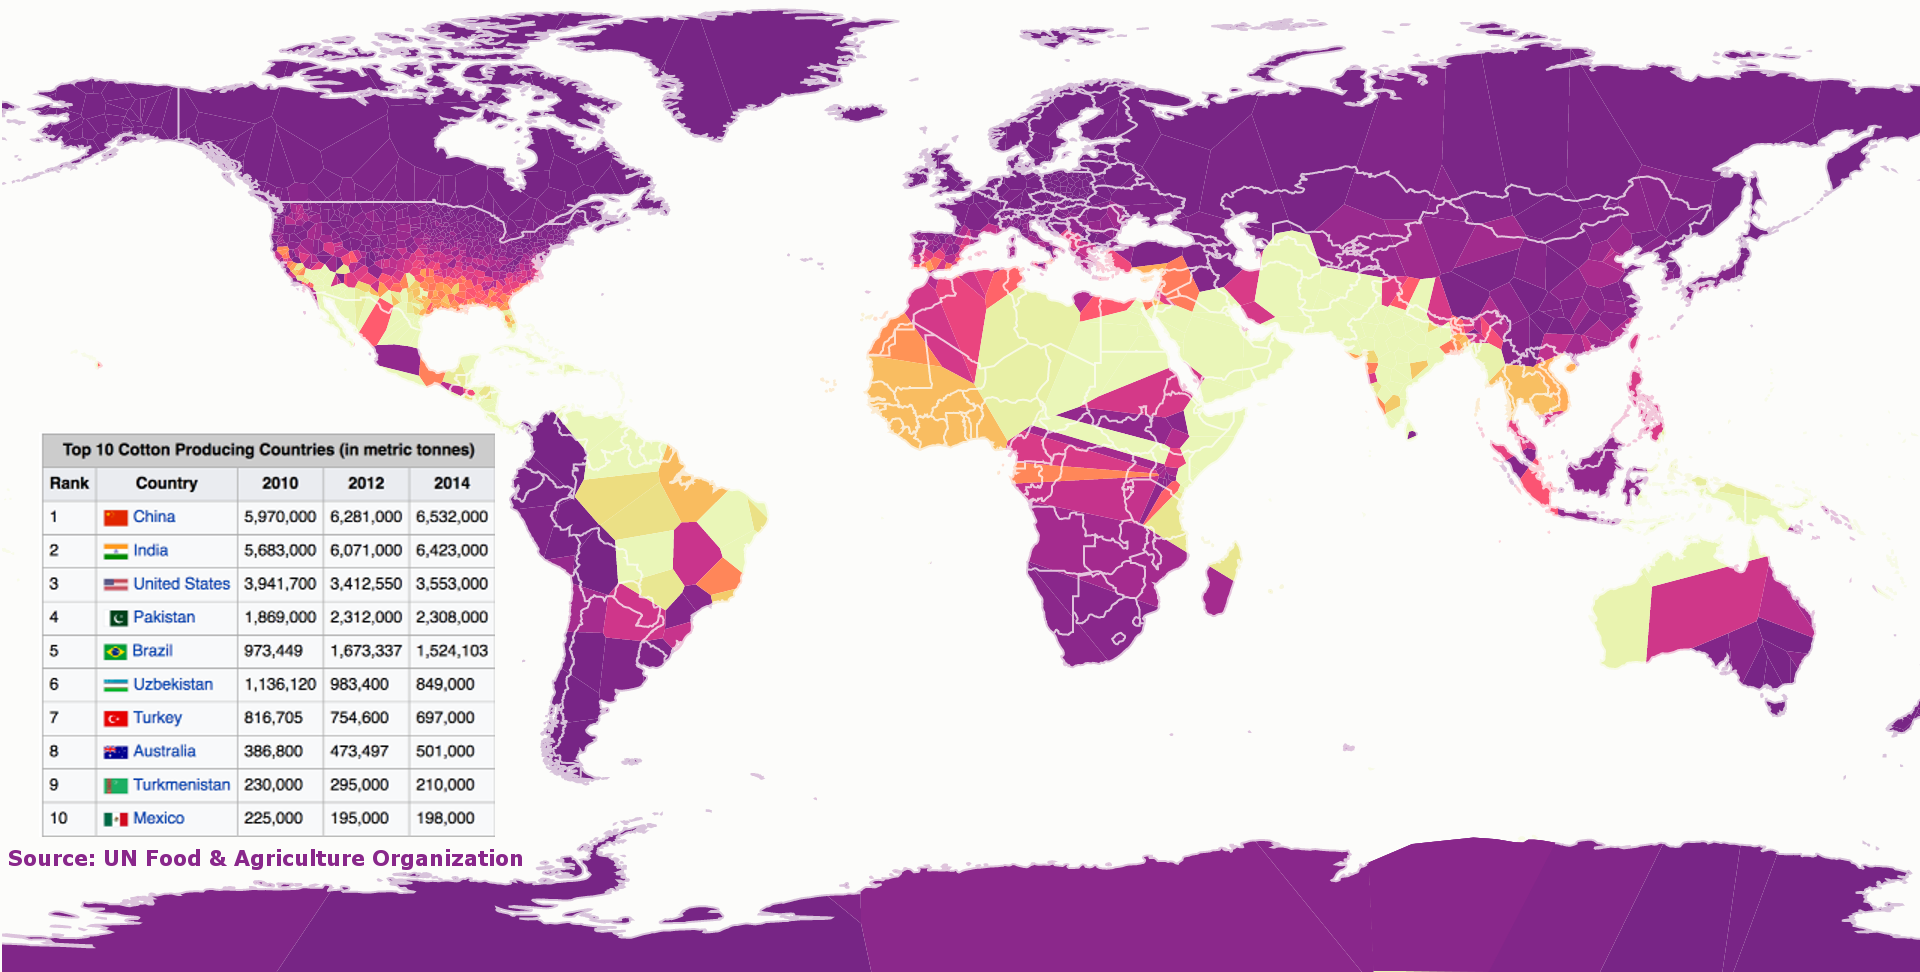 Top 10 Cotton Producing Countries (in metric tonnes)
Rank Country 2010 2012 2014
1 China 5,970,000 6,281,000 6,532,000
2 India 5,683,000 6,071,000 6,423,000
3 United States 3,941,700 3,412,550 3,553,000
4 Pakistan 1,869,000 2,312,000 2,308,000
5 Brazil 973,449 1,673,337 1,524,103
6 Uzbekistan 1,136,120 983,400 849,000
7 Turkey 816,705 754,600 697,000
8 Australia 386,800 473,497 501,000
9 Turkmenistan 230,000 295,000 210,000
10 Mexico 225,000 195,000 198,000
Source: UN Food & Agriculture Organization